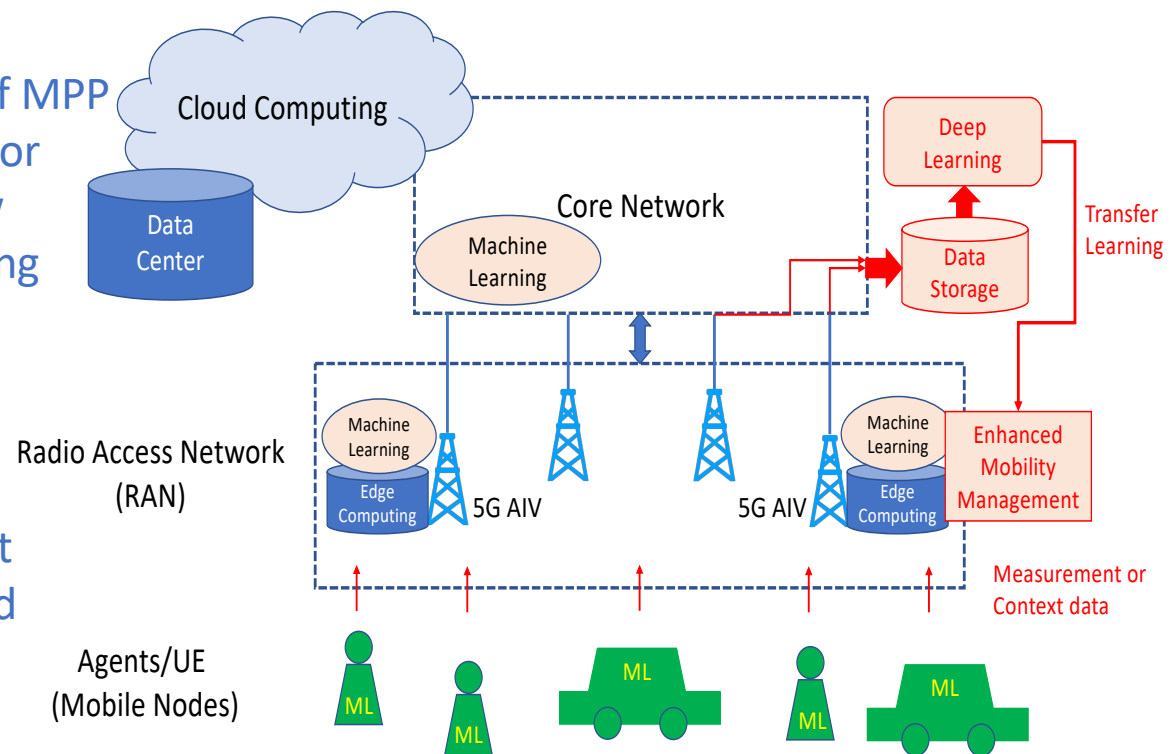 f MPP
or
ng
t
d
Cloud Computing
Data
Center
Core Network
Machine
Learning
Deep
Learning
Data
Storage
Transfer
Learning
Radio Access Network
(RAN)
Machine
Learning
Edge
Computing
5G AIV
5G AIV
Machine
Learning
Edge
Computing
Enhanced
Mobility
Management
Measurement or
Context data
Agents/UE
(Mobile Nodes)
ML
ML
ML
ML
ML